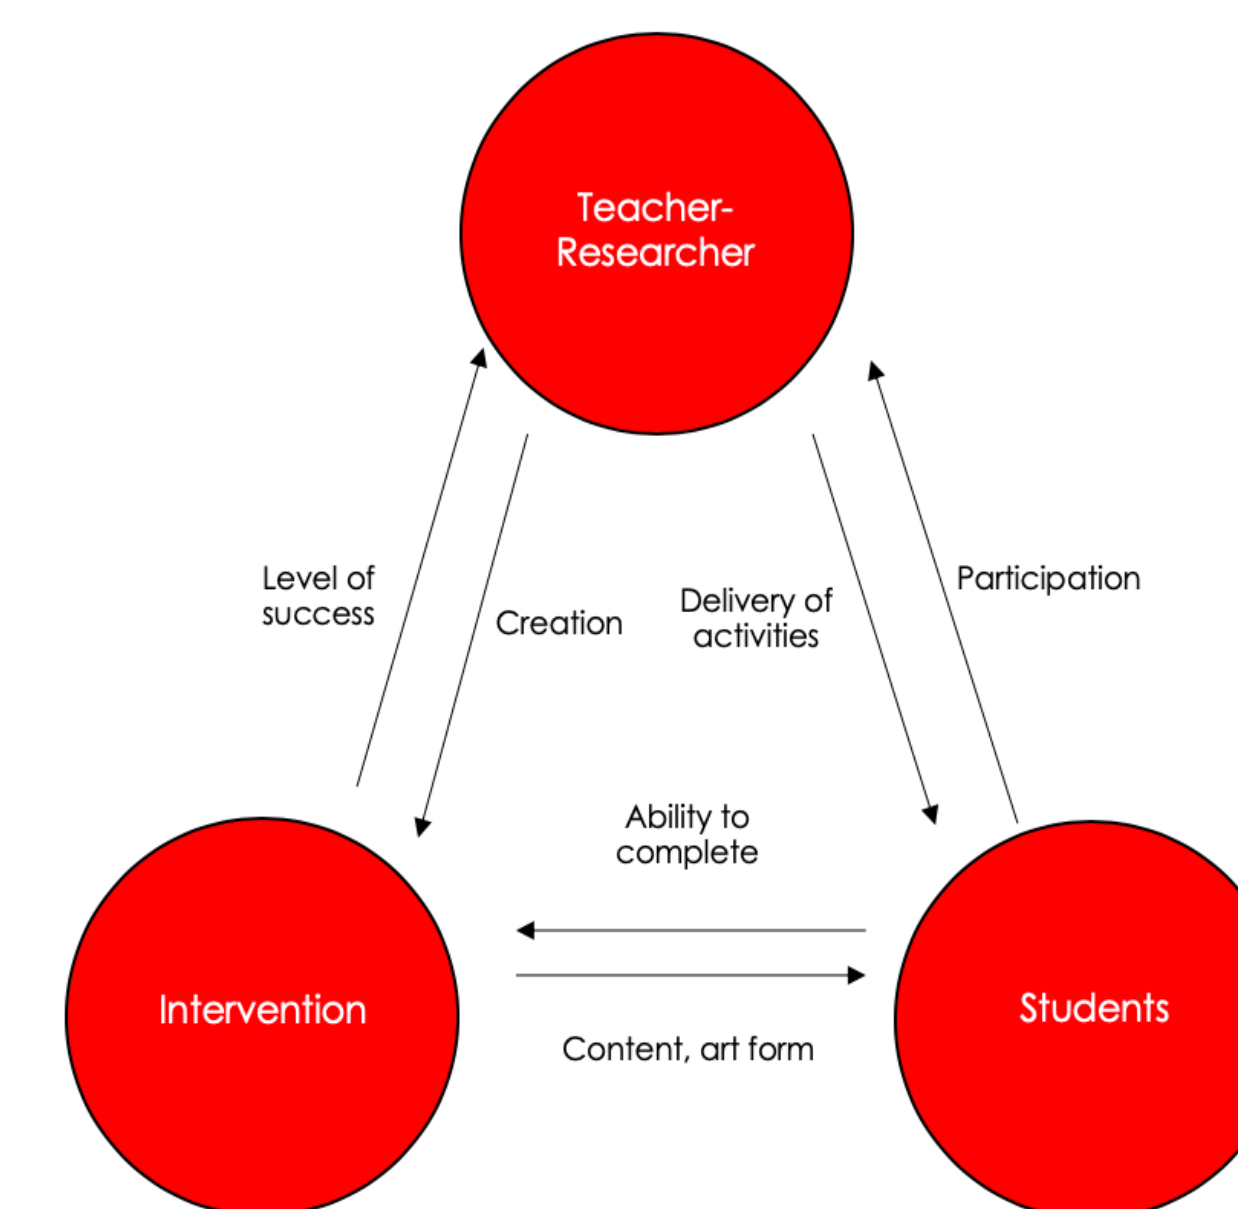 Teacher-
Researcher
Level of
success
Creation
Delivery of
activities
Participation
Ability to
complete
Intervention
Students
Content, art form